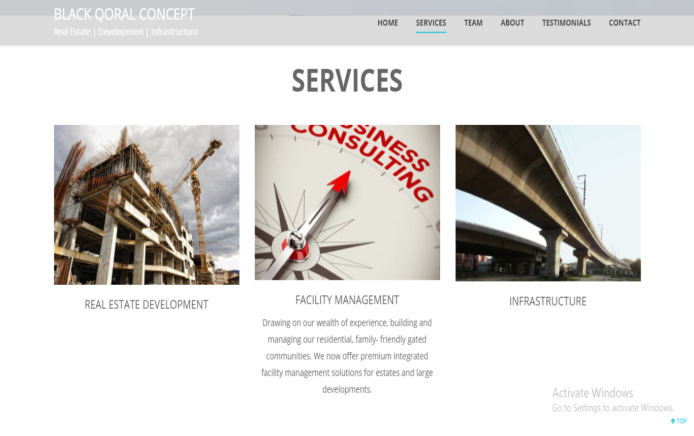 BLACK QORAL CONCEPT
Real Estate | Development | Infrastructure
HOME SERVICES TEAM ABOUT TESTIMONIALS CONTACT
SERVICES
BUSINESS
CONSULTING
REAL ESTATE DEVELOPMENT
FACILITY MANAGEMENT
INFRASTRUCTURE
Drawing on our wealth of experience, building and
managing our residential, family- friendly gated
communities. We now offer premium integrated
facility management solutions for estates and large
developments.
Activate Windows
Go to Settings to activate Windows.
TOP